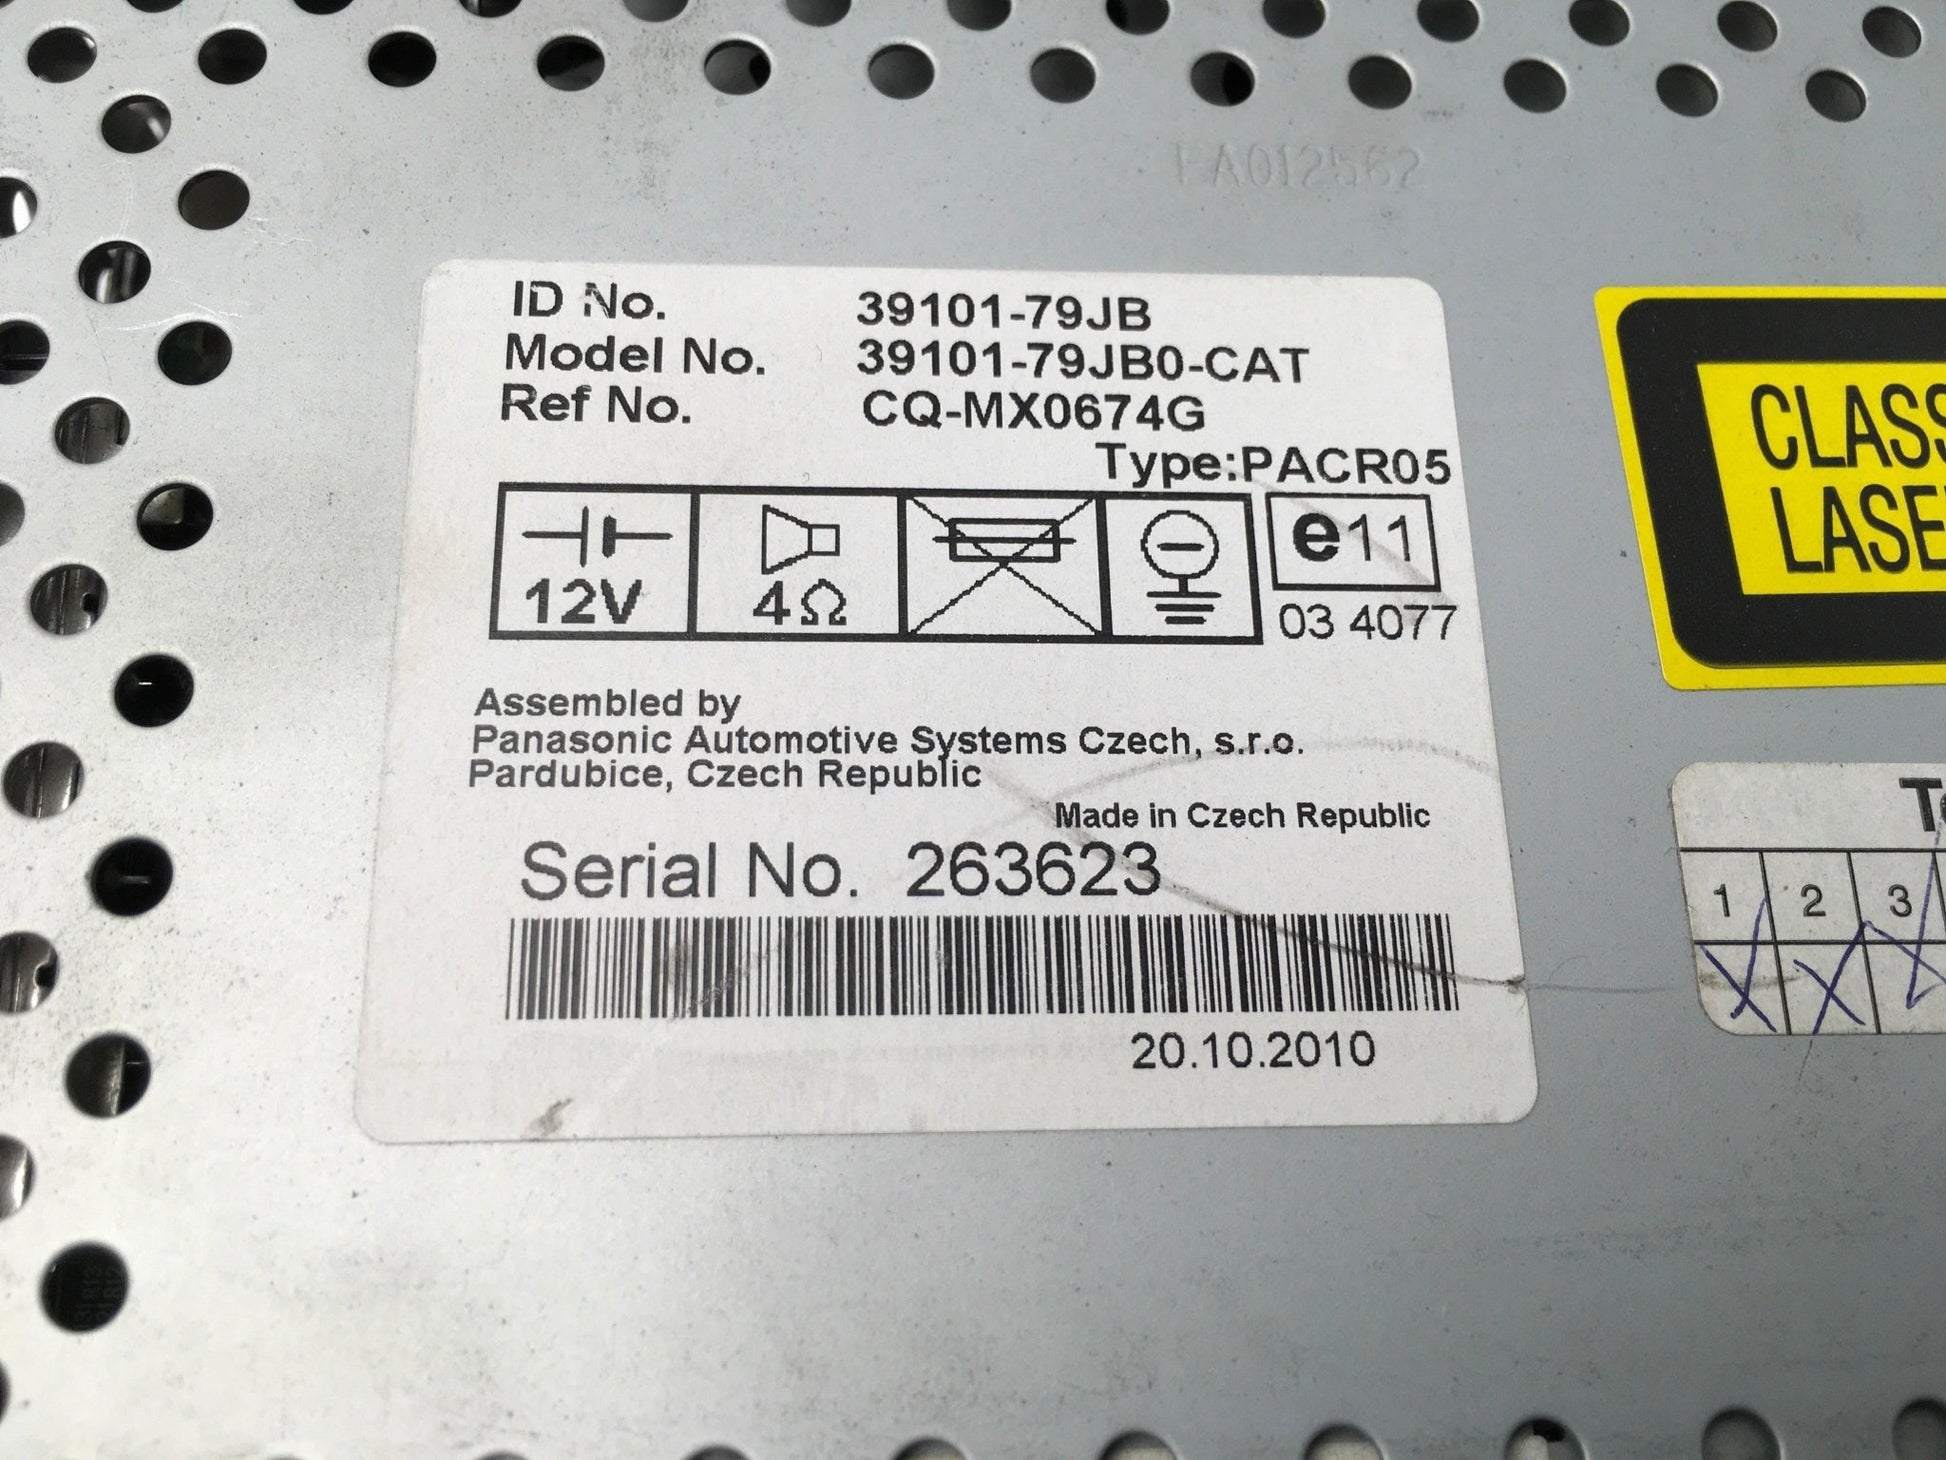 FA012562
ID No. 39101-79JB
Model No. 39101-79JB0-CAT
Ref No. CQ-MX0674G
Type:PACR05
12V
4Ω
e11
03 4077
Assembled by
Panasonic Automotive Systems Czech, s.r.o.
Pardubice, Czech Republic
Made in Czech Republic
Serial No. 263623
20.10.2010
CLASS
LASE
1 2 3
X X X